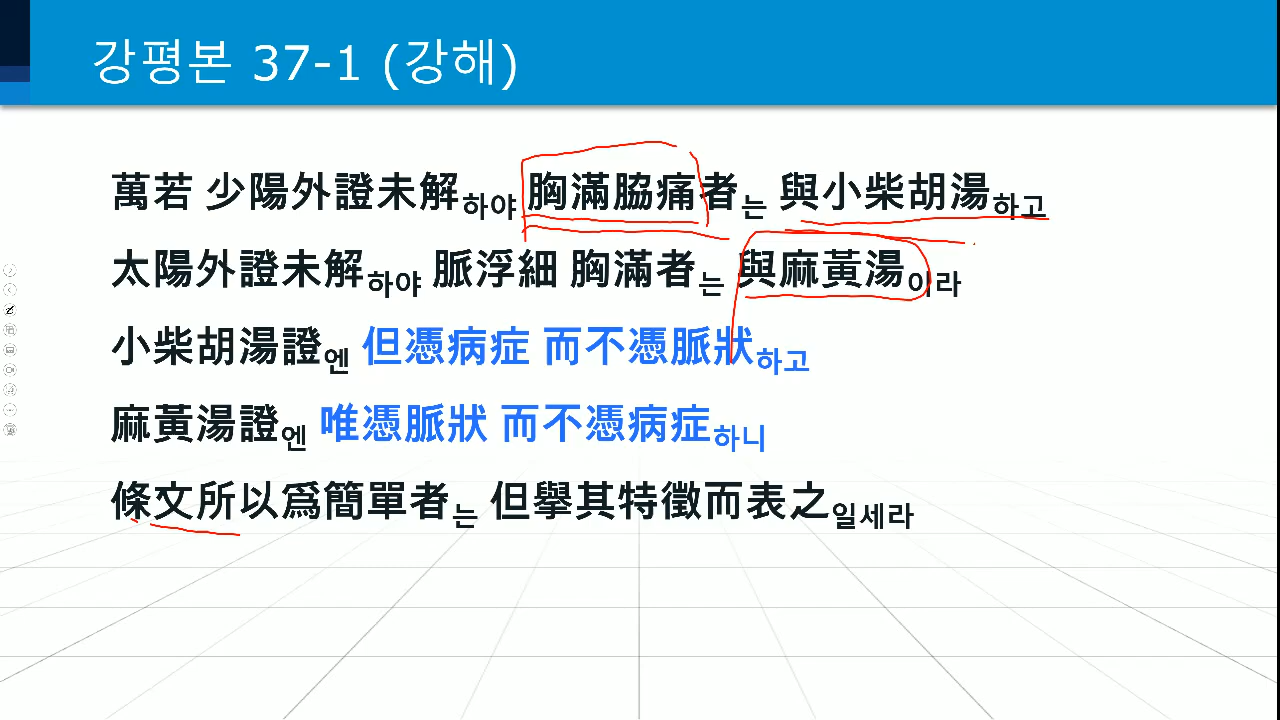 강평본 37-1 (강해)
萬若 少陽外證未解하야 胸滿脇痛者는 與小柴胡湯하고
太陽外證未解하야 脈浮細 胸滿者는 與麻黃湯이라
小柴胡湯證엔 但憑病症 而不憑脈狀하고
麻黃湯證엔 唯憑脈狀 而不憑病症하니
條文所以爲簡單者는 但擧其特徵而表之일세라